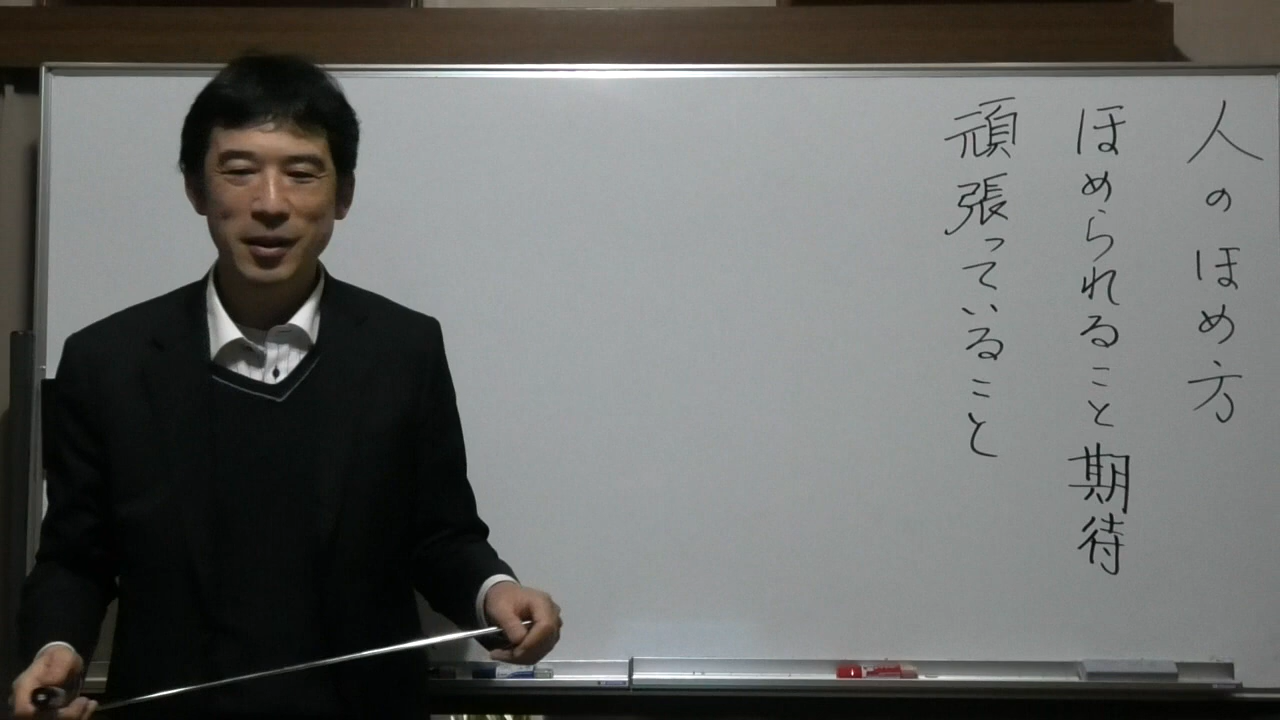 人のほめ方
ほめられること期待
頑張っていること